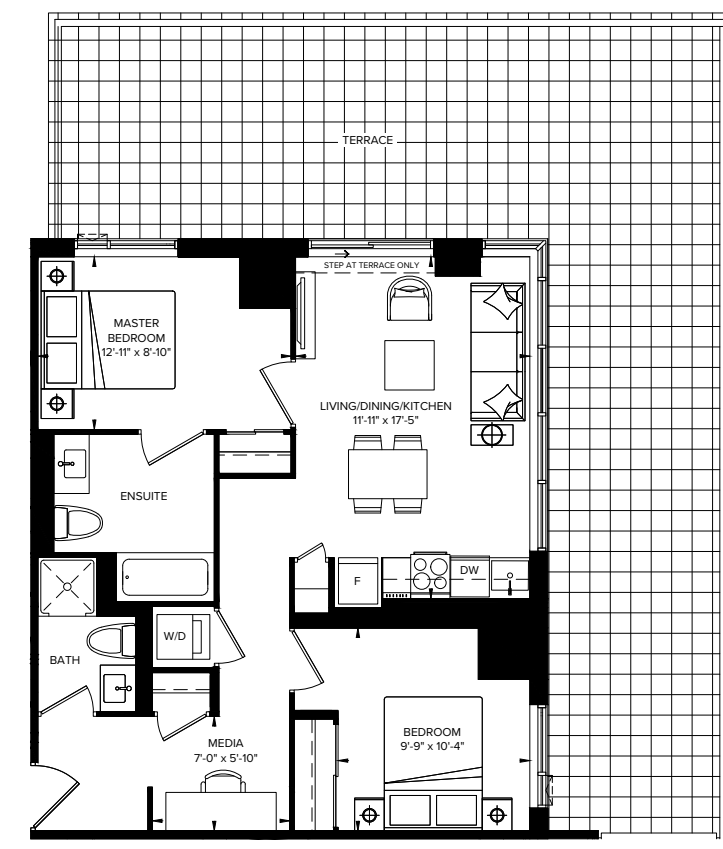 TERRACE
STEP AT TERRACE ONLY
MASTER
BEDROOM
12'-11" x 8'-10"
LIVING/DINING/KITCHEN
11'-11" x 17'-5"
ENSUITE
F
DW
W/D
BATH
MEDIA
7'-0" x 5'-10"
BEDROOM
9'-9" x 10'-4"